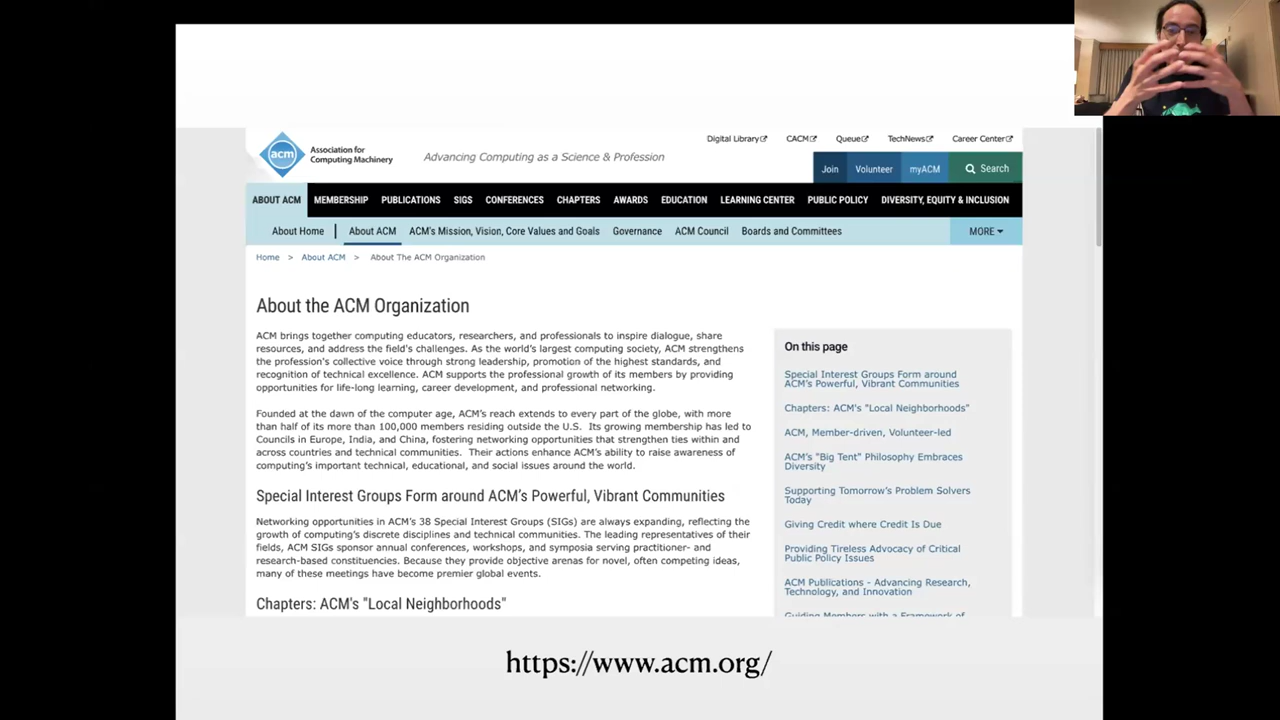 acm
Association for
Computing Machinery
Advancing Computing as a Science & Profession
Digital Library
CACM
Queue
TechNews
Career Center
Join
Volunteer
myACM
Search
ABOUT ACM
MEMBERSHIP
PUBLICATIONS
SIGS
CONFERENCES
CHAPTERS
AWARDS
EDUCATION
LEARNING CENTER
PUBLIC POLICY
DIVERSITY, EQUITY & INCLUSION
About Home
About ACM
ACM's Mission, Vision, Core Values and Goals
Governance
ACM Council
Boards and Committees
MORE
Home > About ACM > About The ACM Organization
About the ACM Organization
ACM brings together computing educators, researchers, and professionals to inspire dialogue, share
resources, and address the field's challenges. As the world's largest computing society, ACM strengthens
the profession's collective voice through strong leadership, promotion of the highest standards, and
recognition of technical excellence. ACM supports the professional growth of its members by providing
opportunities for life-long learning, career development, and professional networking.
Founded at the dawn of the computer age, ACM's reach extends to every part of the globe, with more
than half of its more than 100,000 members residing outside the U.S. Its growing membership has led to
Councils in Europe, India, and China, fostering networking opportunities that strengthen ties within and
across countries and technical communities. Their actions enhance ACM's ability to raise awareness of
computing's important technical, educational, and social issues around the world.
Special Interest Groups Form around ACM's Powerful, Vibrant Communities
Networking opportunities in ACM's 38 Special Interest Groups (SIGs) are always expanding, reflecting the
growth of computing's discrete disciplines and technical communities. The leading representatives of their
fields, ACM SIGs sponsor annual conferences, workshops, and symposia serving practitioner- and
research-based constituencies. Because they provide objective arenas for novel, often competing ideas,
many of these meetings have become premier global events.
Chapters: ACM's "Local Neighborhoods"
On this page
Special Interest Groups Form around
ACM's Powerful, Vibrant Communities
Chapters: ACM's "Local Neighborhoods"
ACM, Member-driven, Volunteer-led
ACM's "Big Tent" Philosophy Embraces
Diversity
Supporting Tomorrow's Problem Solvers
Today
Giving Credit where Credit Is Due
Providing Tireless Advocacy of Critical
Public Policy Issues
ACM Publications - Advancing Research,
Technology, and Innovation
Guiding Members with a Framework of
https://www.acm.org/